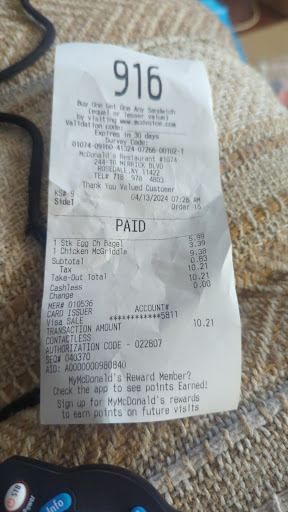 916
Buy One Get One Any Sandwich
(equal or lesser value)
by visiting www.mcdvoice.com
Validation code:
Expires in 30 days
Survey Code:
01074-09160-41324-07266-00102-1
McDonald's Restaurant #1074
244-10 MERRICK BLVD
ROSEDALE,NY 11422
TEL# 718 978 4803
Thank You Valued Customer
KS# 9 04/13/2024 07:26 AM
Side1 Order 16
PAID
1 Stk Egg Ch Bagel 5.99
1 Chicken McGriddle 3.39
Subtotal 9.38
Tax 0.83
Take-Out Total 10.21
Cashless 10.21
Change 0.00
MER# 010536
CARD ISSUER ACCOUNT#
Visa SALE ************5811
TRANSACTION AMOUNT 10.21
CONTACTLESS
AUTHORIZATION CODE - 022807
SEQ# 040370
AID: A0000000980840
MyMcDonald's Reward Member?
Check the app to see points Earned!
Sign up for MyMcDonald's rewards
to earn points on future visits
STB
Info